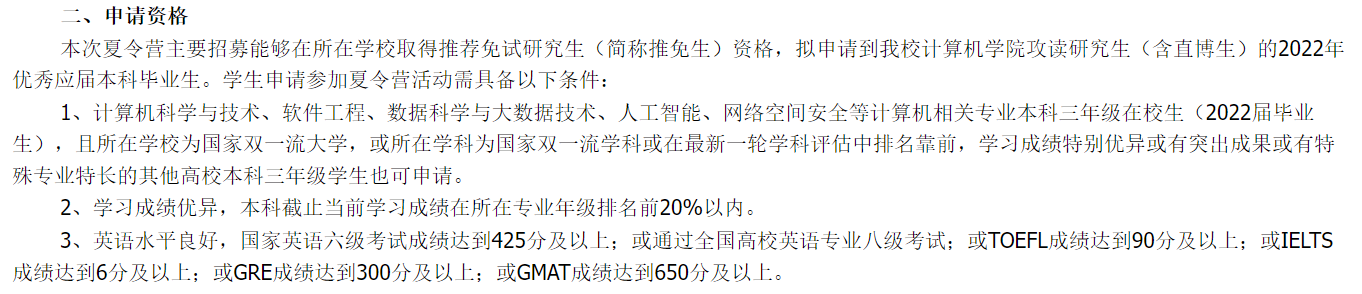 二、申请资格
本次夏令营主要招募能够在所在学校取得推荐免试研究生（简称推免生）资格，拟申请到我校计算机学院攻读研究生（含直博生）的2022年
优秀应届本科毕业生。学生申请参加夏令营活动需具备以下条件：
1、计算机科学与技术、软件工程、数据科学与大数据技术、人工智能、网络空间安全等计算机相关专业本科三年级在校生（2022届毕业
生），且所在学校为国家双一流大学，或所在学科为国家双一流学科或在最新一轮学科评估中排名靠前，学习成绩特别优异或有突出成果或有特
殊专业特长的其他高校本科三年级学生也可申请。
2、学习成绩优异，本科截止当前学习成绩在所在专业年级排名前20%以内。
3、英语水平良好，国家英语六级考试成绩达到425分及以上；或通过全国高校英语专业八级考试；或TOEFL成绩达到90分及以上；或IELTS
成绩达到6分及以上；或GRE成绩达到300分及以上；或GMAT成绩达到650分及以上。